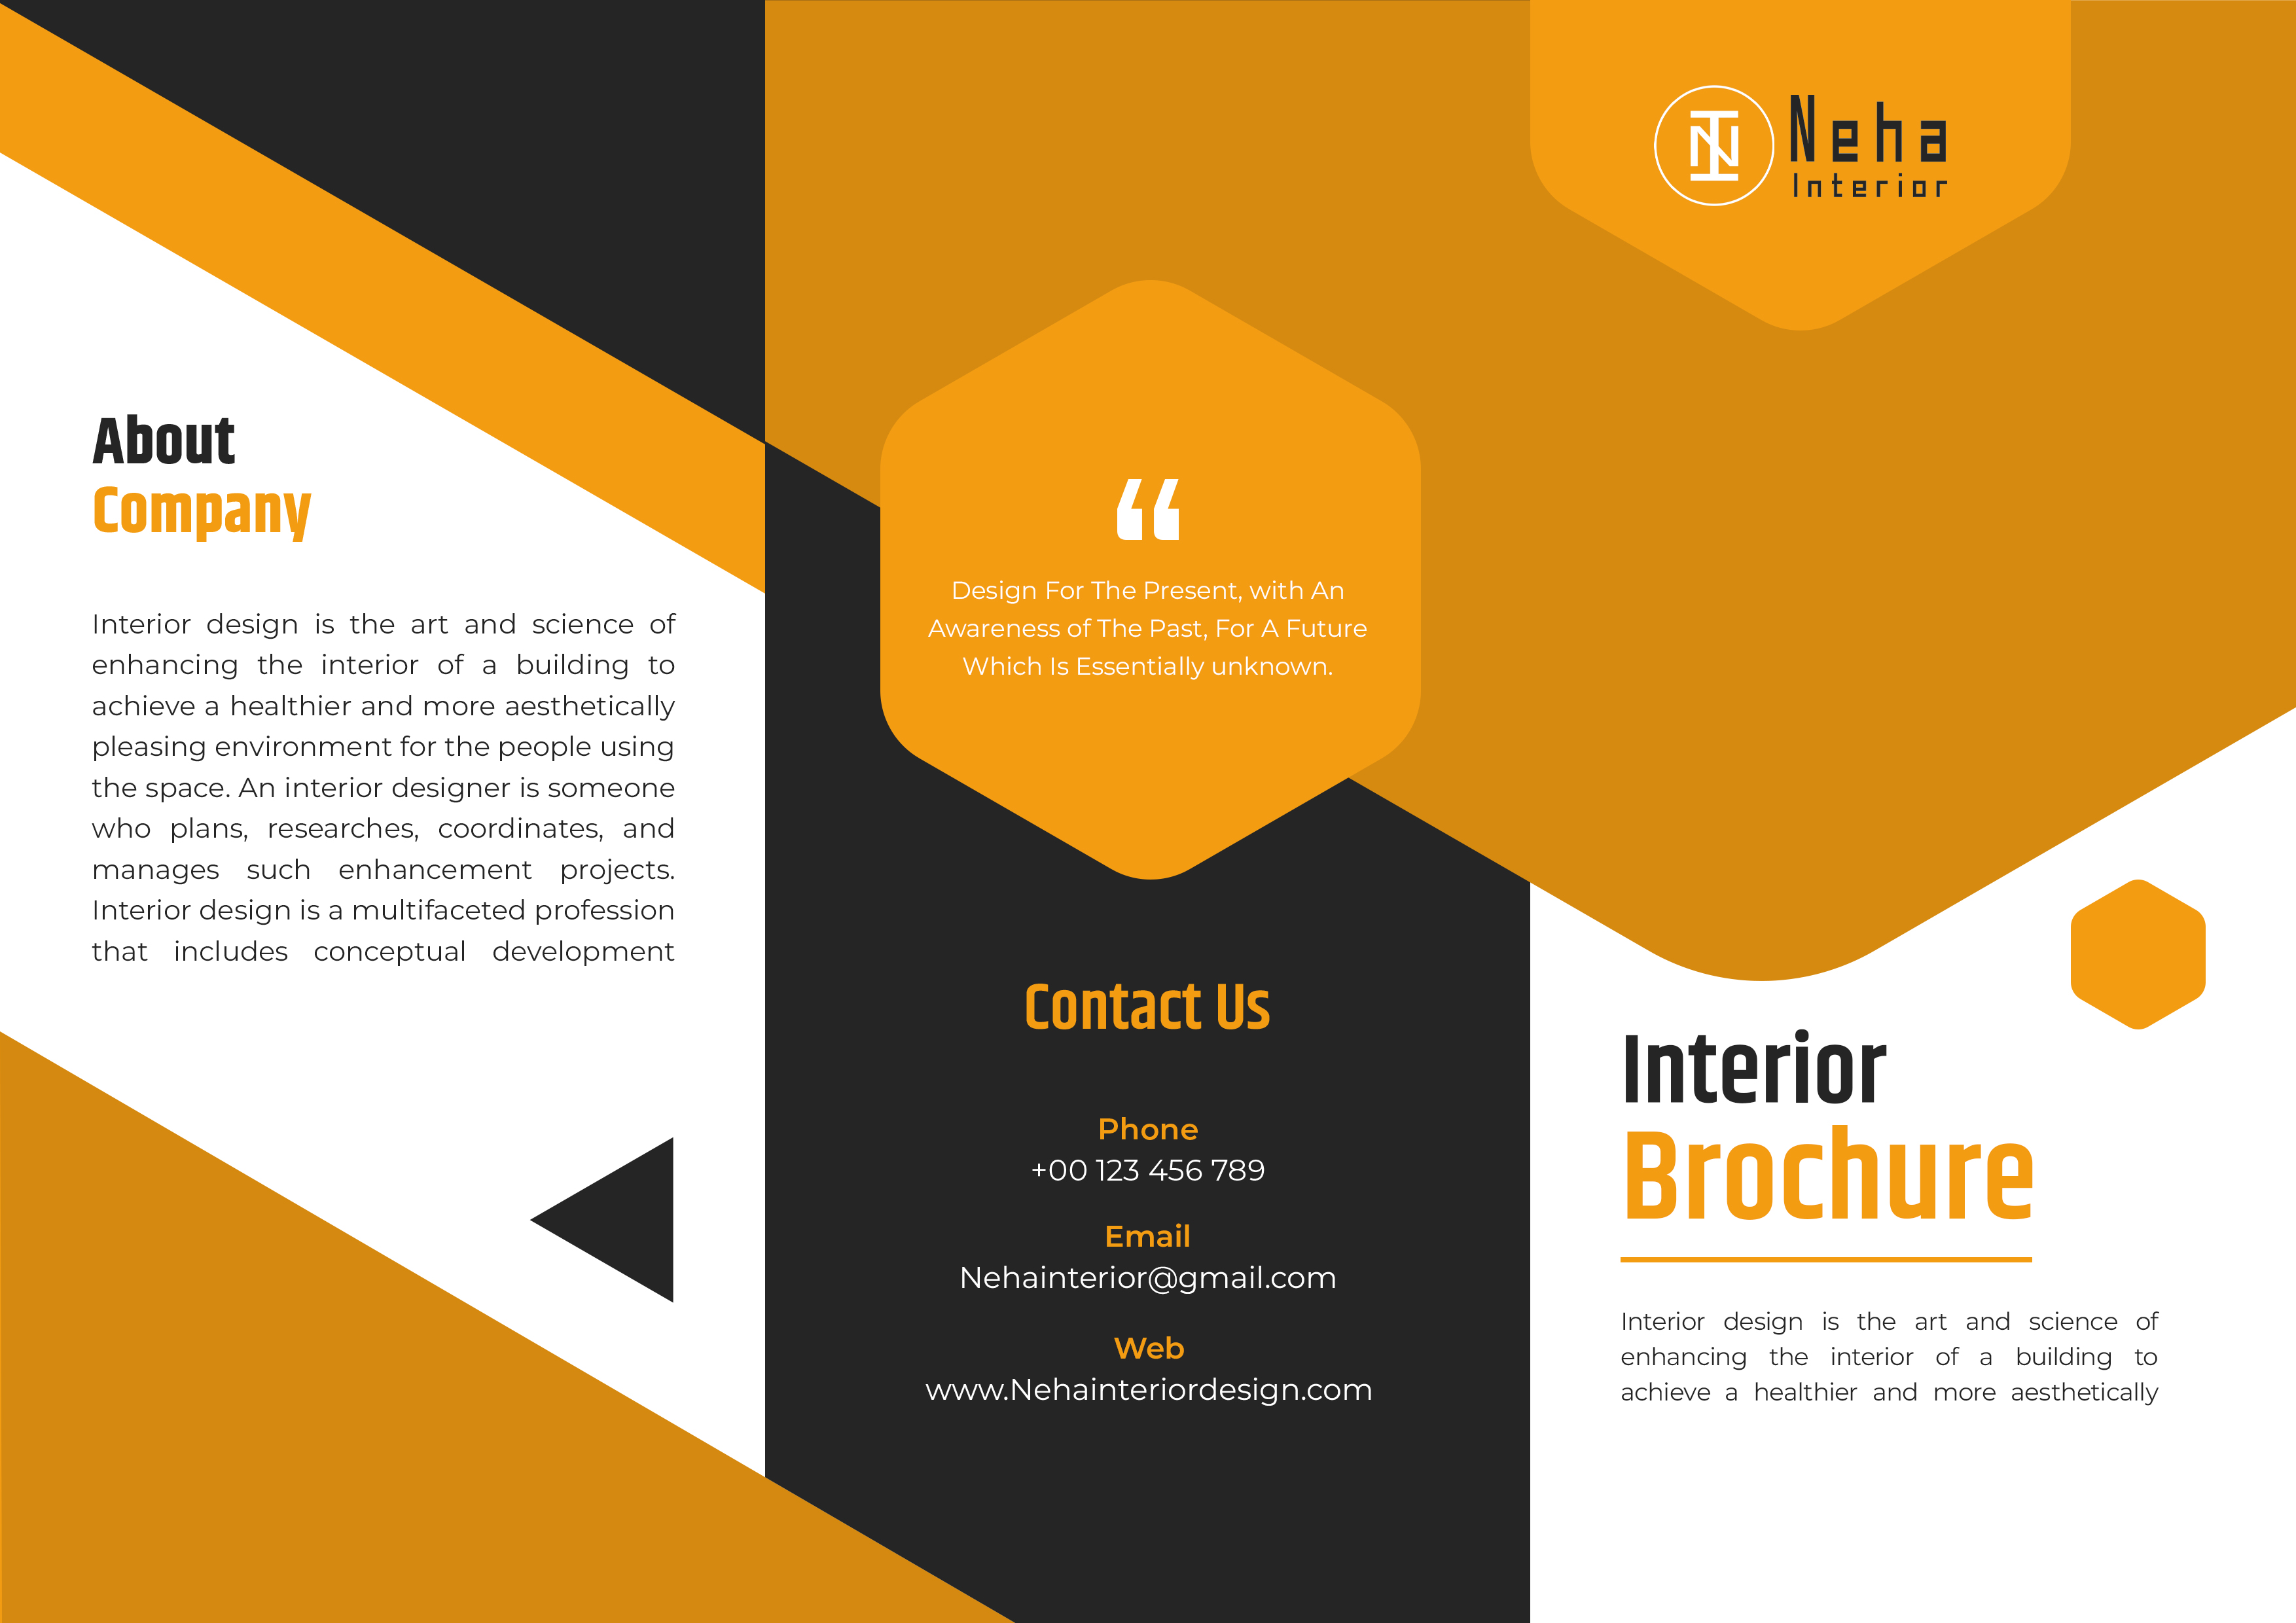 About
Company
Interior design is the art and science of
enhancing the interior of a building to
achieve a healthier and more aesthetically
pleasing environment for the people using
the space. An interior designer is someone
who plans, researches, coordinates, and
manages such enhancement projects.
Interior design is a multifaceted profession
that includes conceptual development
“
Design For The Present, with An
Awareness of The Past, For A Future
Which Is Essentially unknown.
Contact Us
Phone
+00 123 456 789
Email
Nehainterior@gmail.com
Web
www.Nehainteriordesign.com
NI
Neha
Interior
Interior
Brochure
Interior design is the art and science of
enhancing the interior of a building to
achieve a healthier and more aesthetically